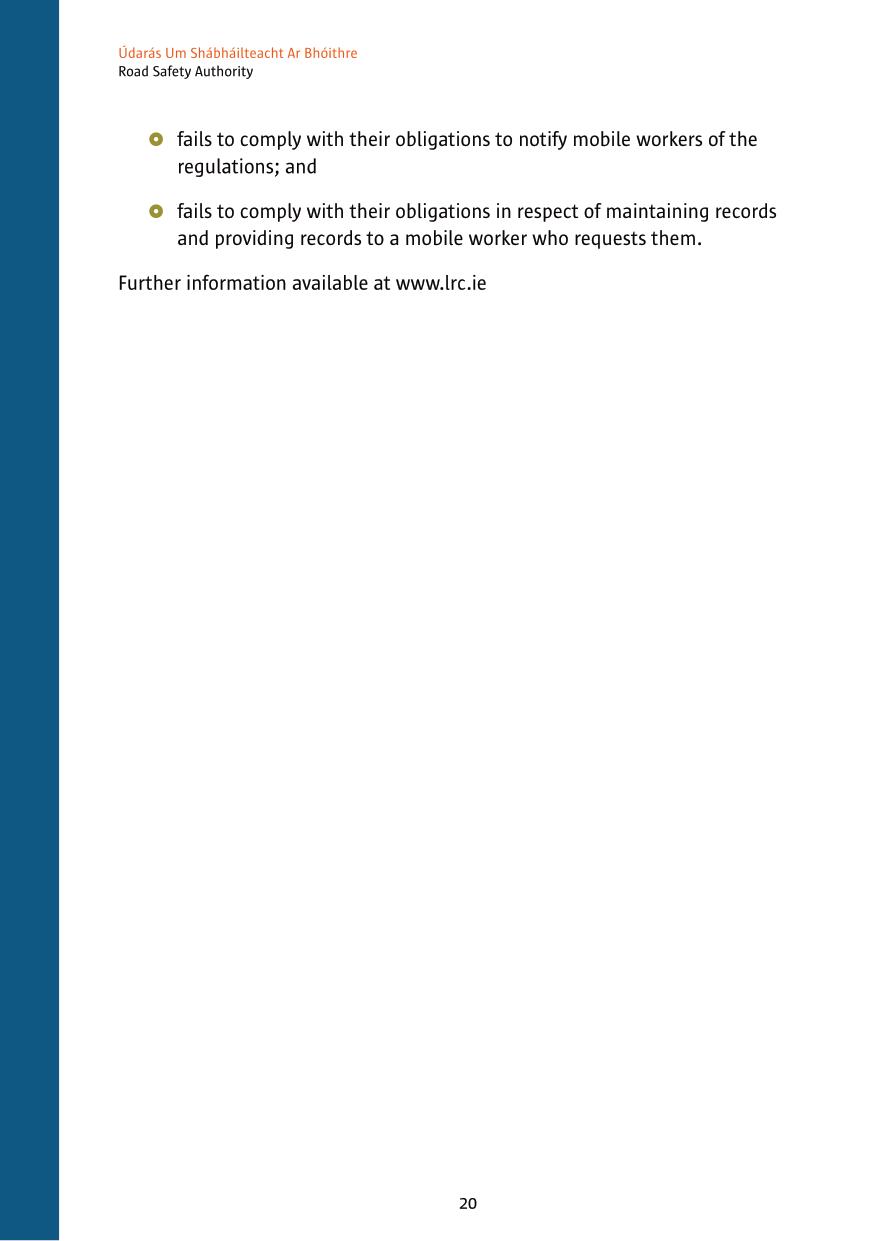 Údarás Um Shábháilteacht Ar Bhóithre
Road Safety Authority
fails to comply with their obligations to notify mobile workers of the
regulations; and
fails to comply with their obligations in respect of maintaining records
and providing records to a mobile worker who requests them.
Further information available at www.lrc.ie
20